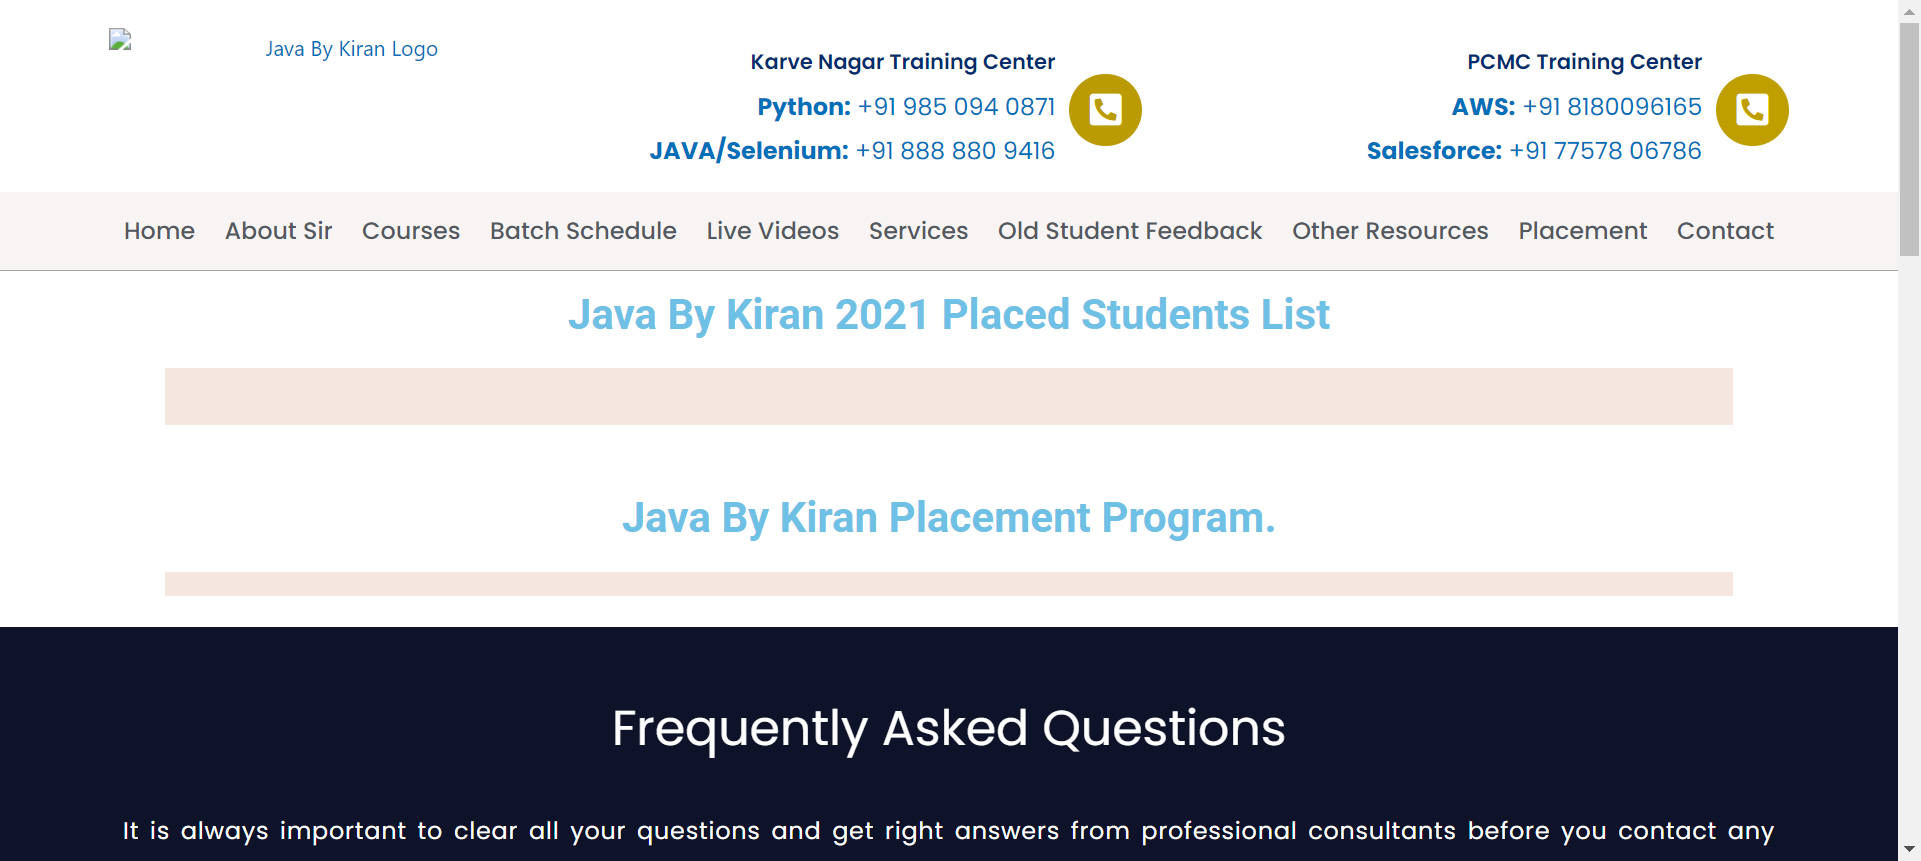 Java By Kiran Logo
Karve Nagar Training Center
Python: +91 985 094 0871
JAVA/Selenium: +91 888 880 9416
PCMC Training Center
AWS: +91 8180096165
Salesforce: +91 77578 06786
Home About Sir Courses Batch Schedule Live Videos Services Old Student Feedback Other Resources Placement Contact
Java By Kiran 2021 Placed Students List
Java By Kiran Placement Program.
Frequently Asked Questions
It is always important to clear all your questions and get right answers from professional consultants before you contact any